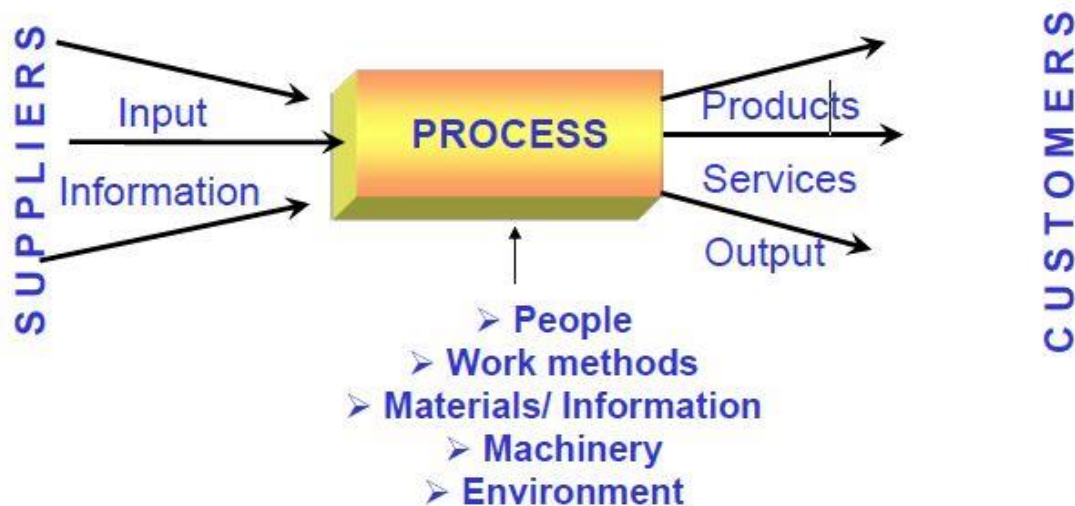 SUPPLIERS
Input
Information
PROCESS
Products
Services
Output
CUSTOMERS
➢ People
➢ Work methods
➢ Materials/ Information
➢ Machinery
➢ Environment